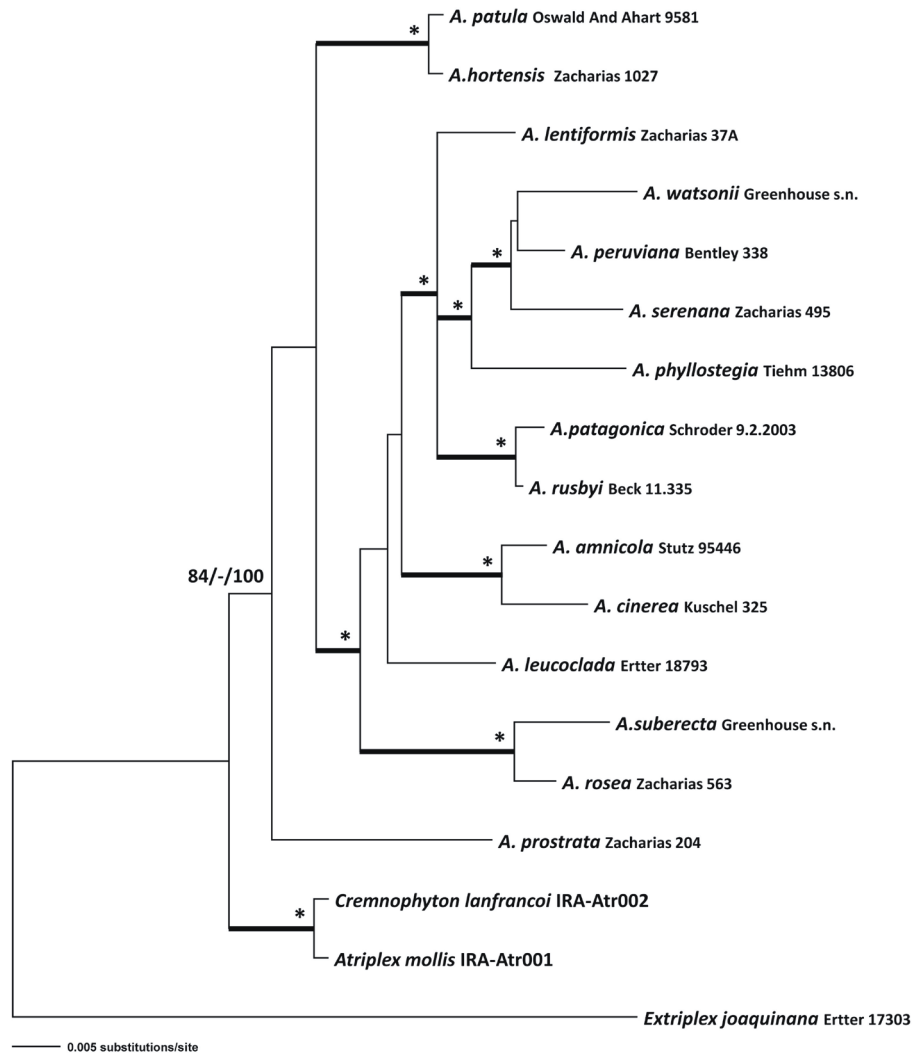 *
A. patula Oswald And Ahart 9581
A.hortensis Zacharias 1027
A. lentiformis Zacharias 37A
A. watsonii Greenhouse s.n.
*
A. peruviana Bentley 338
*
*
A. serenana Zacharias 495
A. phyllostegia Tiehm 13806
*
A.patagonica Schroder 9.2.2003
A. rusbyi Beck 11.335
*
A. amnicola Stutz 95446
84/-/100
A. cinerea Kuschel 325
*
A. leucoclada Ertter 18793
*
A.suberecta Greenhouse s.n.
A. rosea Zacharias 563
A. prostrata Zacharias 204
*
Cremnophyton lanfrancoi IRA-Atr002
Atriplex mollis IRA-Atr001
Extriplex joaquinana Ertter 17303
0.005 substitutions/site